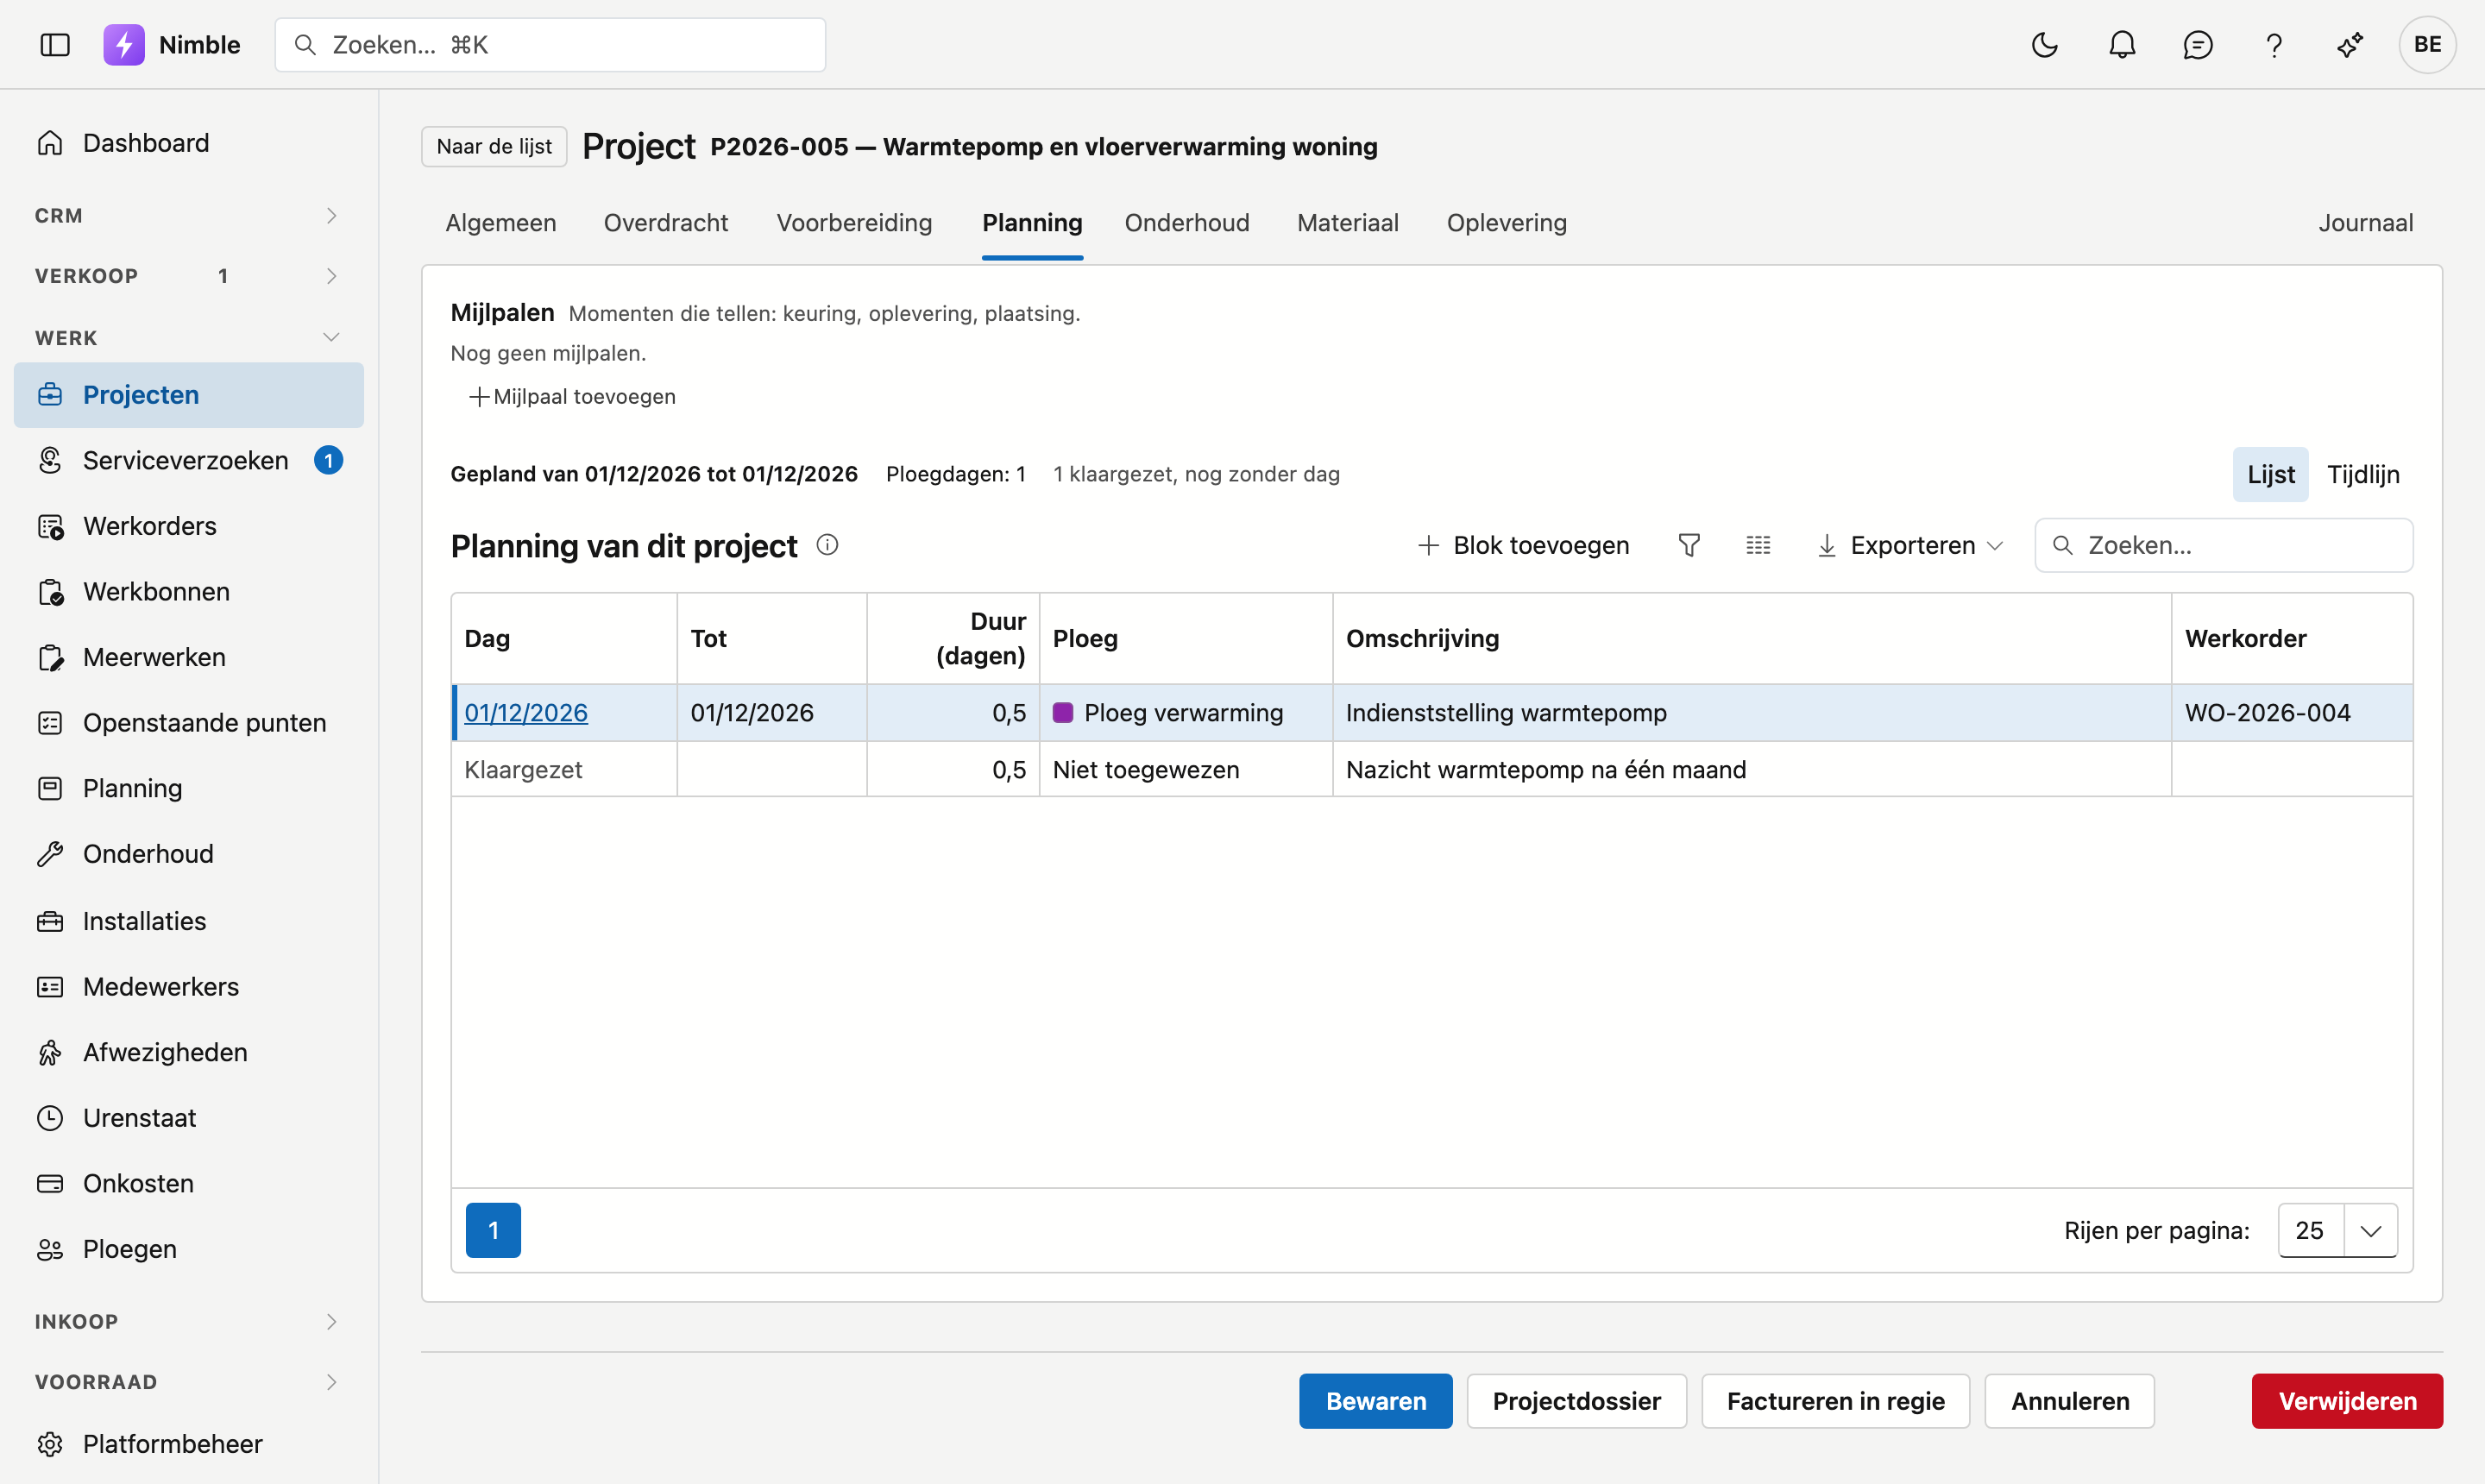 Nimble
Zoeken... ⌘K
BE
Dashboard
CRM
VERKOOP 1
WERK
Projecten
Serviceverzoeken 1
Werkorders
Werkbonnen
Meerwerken
Openstaande punten
Planning
Onderhoud
Installaties
Medewerkers
Afwezigheden
Urenstaat
Onkosten
Ploegen
INKOOP
VOORRAAD
Platformbeheer
Naar de lijst Project P2026-005 — Warmtepomp en vloerverwarming woning
Algemeen Overdracht Voorbereiding Planning Onderhoud Materiaal Oplevering Journaal
Mijlpalen Momenten die tellen: keuring, oplevering, plaatsing.
Nog geen mijlpalen.
Mijlpaal toevoegen
Gepland van 01/12/2026 tot 01/12/2026 Ploegdagen: 1 1 klaargezet, nog zonder dag Lijst Tijdlijn
Planning van dit project Blok toevoegen Exporteren Zoeken...
Dag Tot Duur (dagen) Ploeg Omschrijving Werkorder
01/12/2026 01/12/2026 0,5 Ploeg verwarming Indienststelling warmtepomp WO-2026-004
Klaargezet 0,5 Niet toegewezen Nazicht warmtepomp na één maand
1 Rijen per pagina: 25
Bewaren Projectdossier Factureren in regie Annuleren Verwijderen